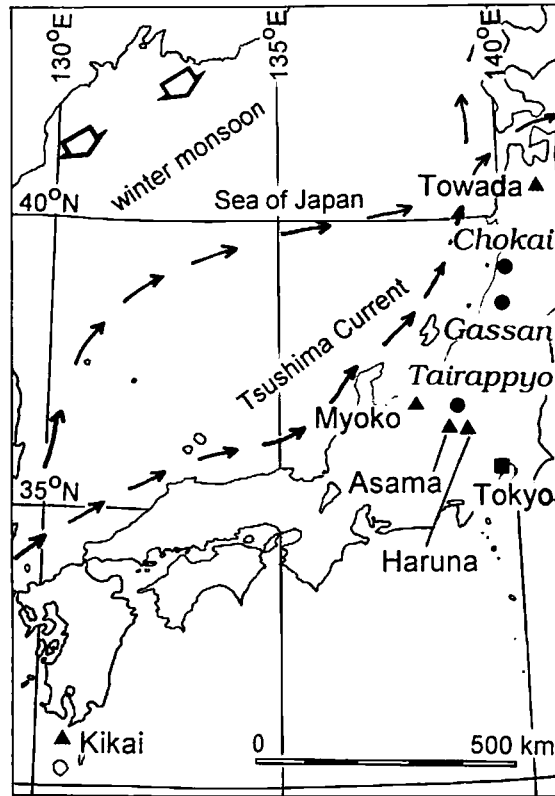 130°E
135°E
140°E
winter monsoon
Sea of Japan
40°N
Towada
Chokai
Gassan
Tsushima Current
Tairappyo
Myoko
Asama
Tokyo
35°N
Haruna
Kikai
0
500 km